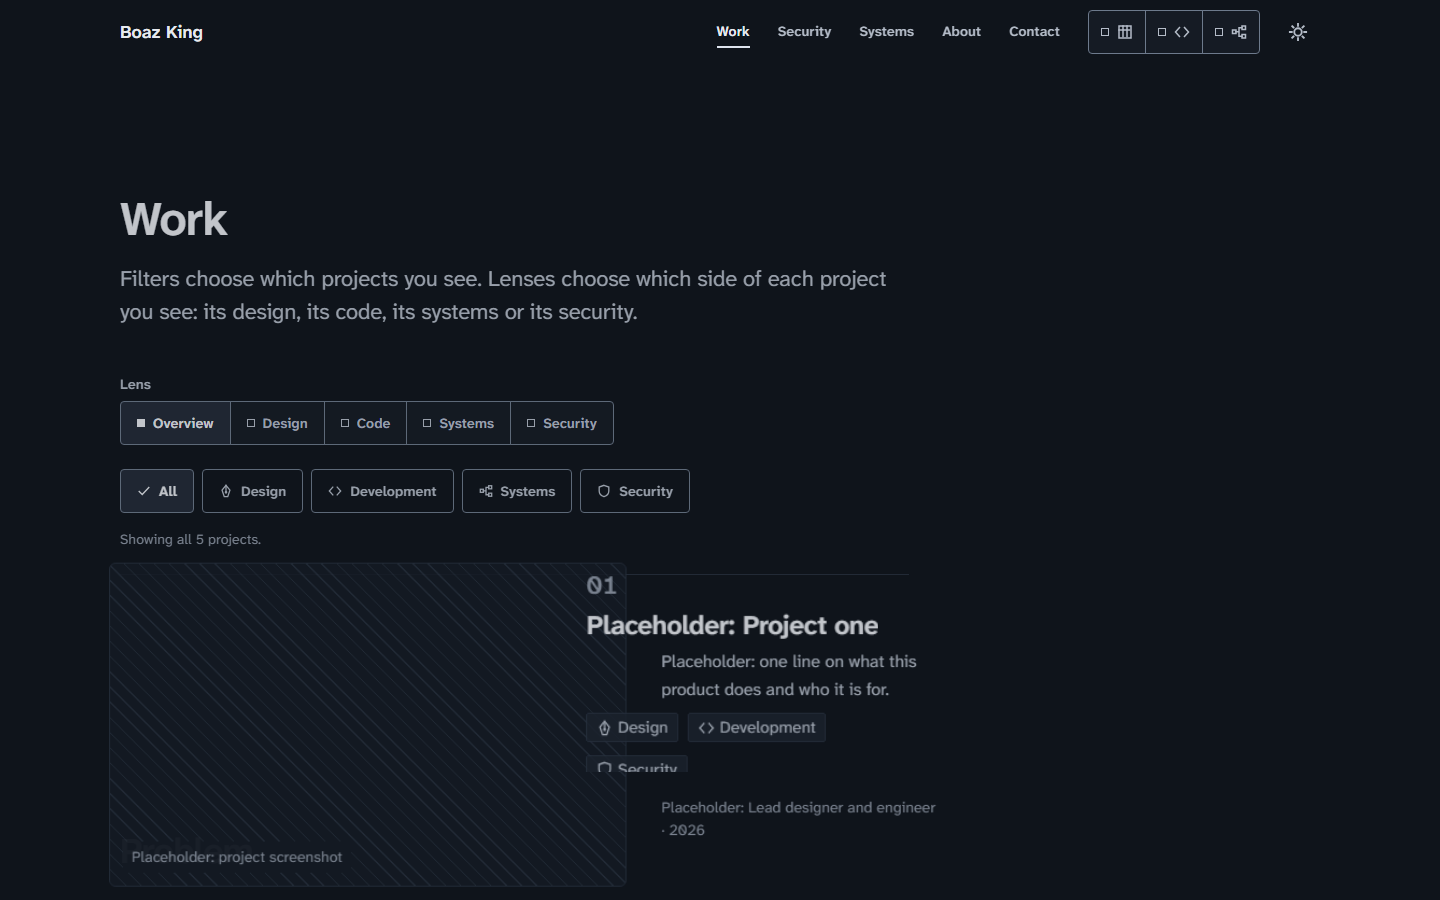 Boaz King
Work Security Systems About Contact
Work
Filters choose which projects you see. Lenses choose which side of each project
you see: its design, its code, its systems or its security.
Lens
Overview Design Code Systems Security
All Design Development Systems Security
Showing all 5 projects.
01
Placeholder: Project one
Placeholder: one line on what this
product does and who it is for.
Design Development
Security
Placeholder: Lead designer and engineer
· 2026
Placeholder: project screenshot